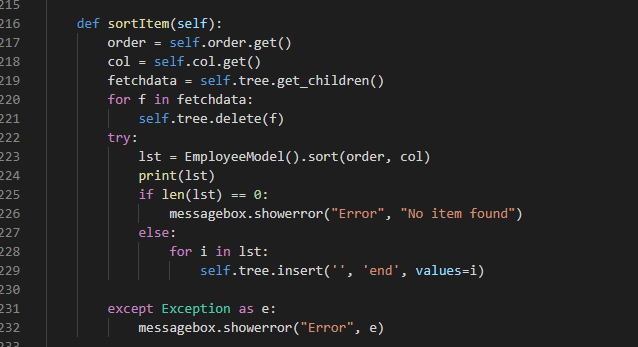 215
216 def sortItem(self):
217 order = self.order.get()
218 col = self.col.get()
219 fetchdata = self.tree.get_children()
220 for f in fetchdata:
221 self.tree.delete(f)
222 try:
223 lst = EmployeeModel().sort(order, col)
224 print(lst)
225 if len(lst) == 0:
226 messagebox.showerror("Error", "No item found")
227 else:
228 for i in lst:
229 self.tree.insert('', 'end', values=i)
230
231 except Exception as e:
232 messagebox.showerror("Error", e)
233